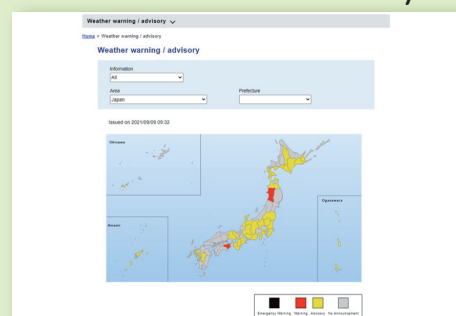 Weather warning / advisory
Home > Weather warning / advisory
Weather warning / advisory
Information
All
Area
Japan
Prefecture
Issued on 2021/09/09 09:32
Okinawa
Ogasawara
Amami
Emergency Warning Warning Advisory No Announcement